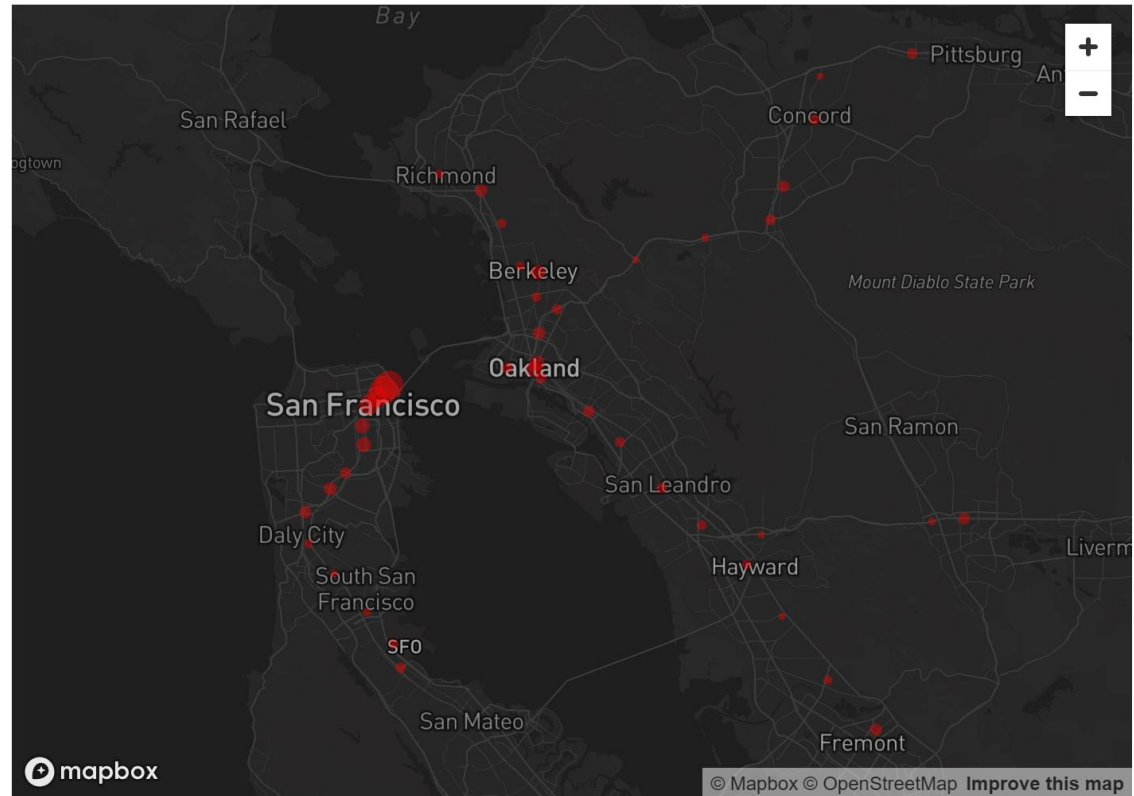 Bay
Pittsburg
An
Concord
San Rafael
ogtown
Richmond
Berkeley
Mount Diablo State Park
Oakland
San Francisco
San Ramon
San Leandro
Daly City
Liverm
Hayward
South San
Francisco
SFO
San Mateo
Fremont
mapbox
© Mapbox © OpenStreetMap Improve this map